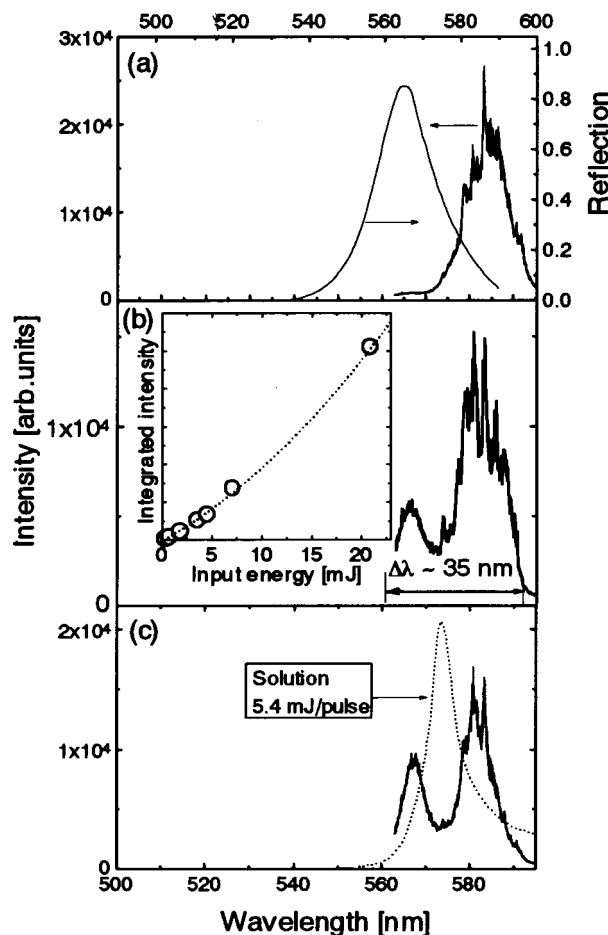 500 520 540 560 580 600
3x10⁴
2x10⁴
1x10⁴
0
(a)
1.0
0.8
0.6
0.4
0.2
0.0
Reflection
(b)
Integrated intensity
0 5 10 15 20
Input energy [mJ]
Δλ ~ 35 nm
1x10⁴
0
Intensity [arb.units]
(c)
2x10⁴
1x10⁴
0
Solution
5.4 mJ/pulse
500 520 540 560 580
Wavelength [nm]